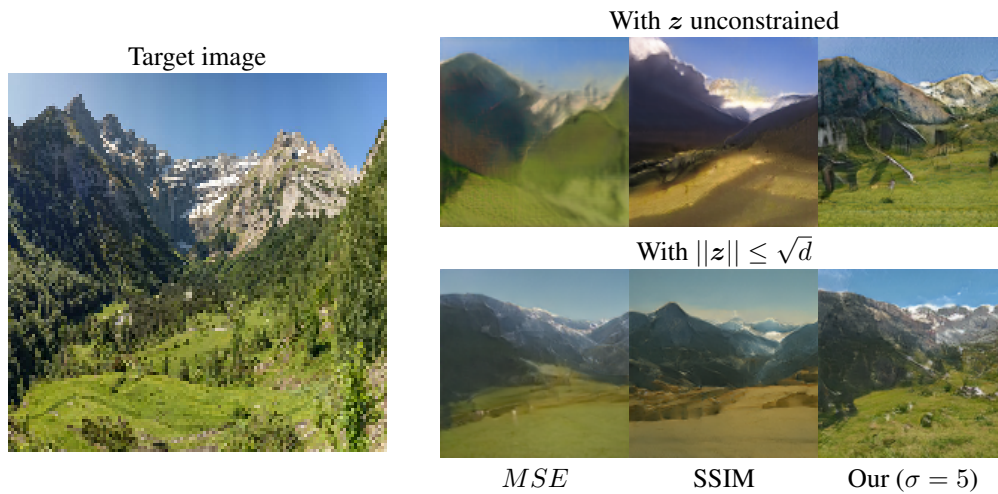 Target image
With z unconstrained
With ||z|| ≤ √d
MSE
SSIM
Our (σ = 5)